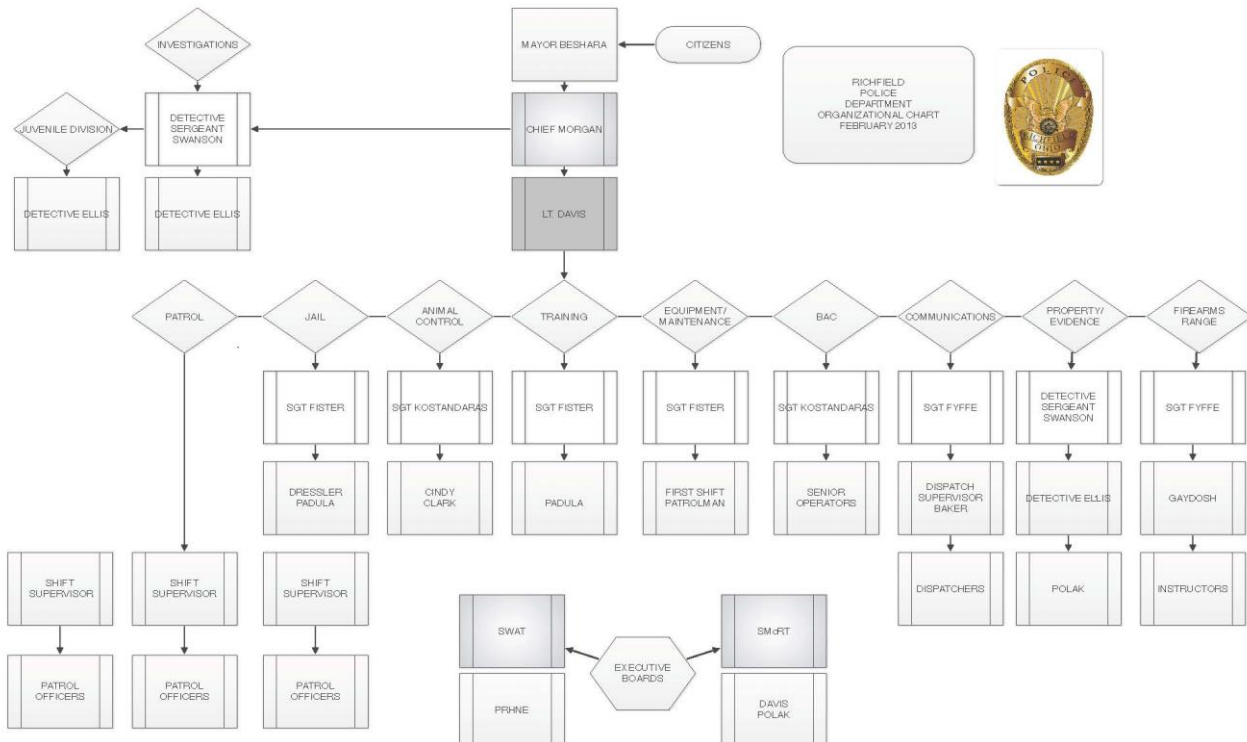 INVESTIGATIONS
MAYOR BESHARA
CITIZENS
RICHFIELD
POLICE
DEPARTMENT
ORGANIZATIONAL CHART
FEBRUARY 2013
POLICE
RICHFIELD
OHIO
JUVENILE DIVISION
DETECTIVE
SERGEANT
SWANSON
CHIEF MORGAN
DETECTIVE ELLIS
DETECTIVE ELLIS
LT. DAVIS
PATROL
JAIL
ANIMAL
CONTROL
TRAINING
EQUIPMENT/
MAINTENANCE
BAC
COMMUNICATIONS
PROPERTY/
EVIDENCE
FIREARMS
RANGE
SGT FISTER
SGT KOSTANDARAS
SGT FISTER
SGT FISTER
SGT KOSTANDARAS
SGT FYFFE
DETECTIVE
SERGEANT
SWANSON
SGT FYFFE
DRESSLER
PADULA
CINDY
CLARK
PADULA
FIRST SHIFT
PATROLMAN
SENIOR
OPERATORS
DISPATCH
SUPERVISOR
BAKER
DETECTIVE ELLIS
GAYDOSH
SHIFT
SUPERVISOR
SHIFT
SUPERVISOR
SHIFT
SUPERVISOR
DISPATCHERS
POLAK
INSTRUCTORS
SWAT
SMcRT
EXECUTIVE
BOARDS
PATROL
OFFICERS
PATROL
OFFICERS
PATROL
OFFICERS
PRHNE
DAVIS
POLAK